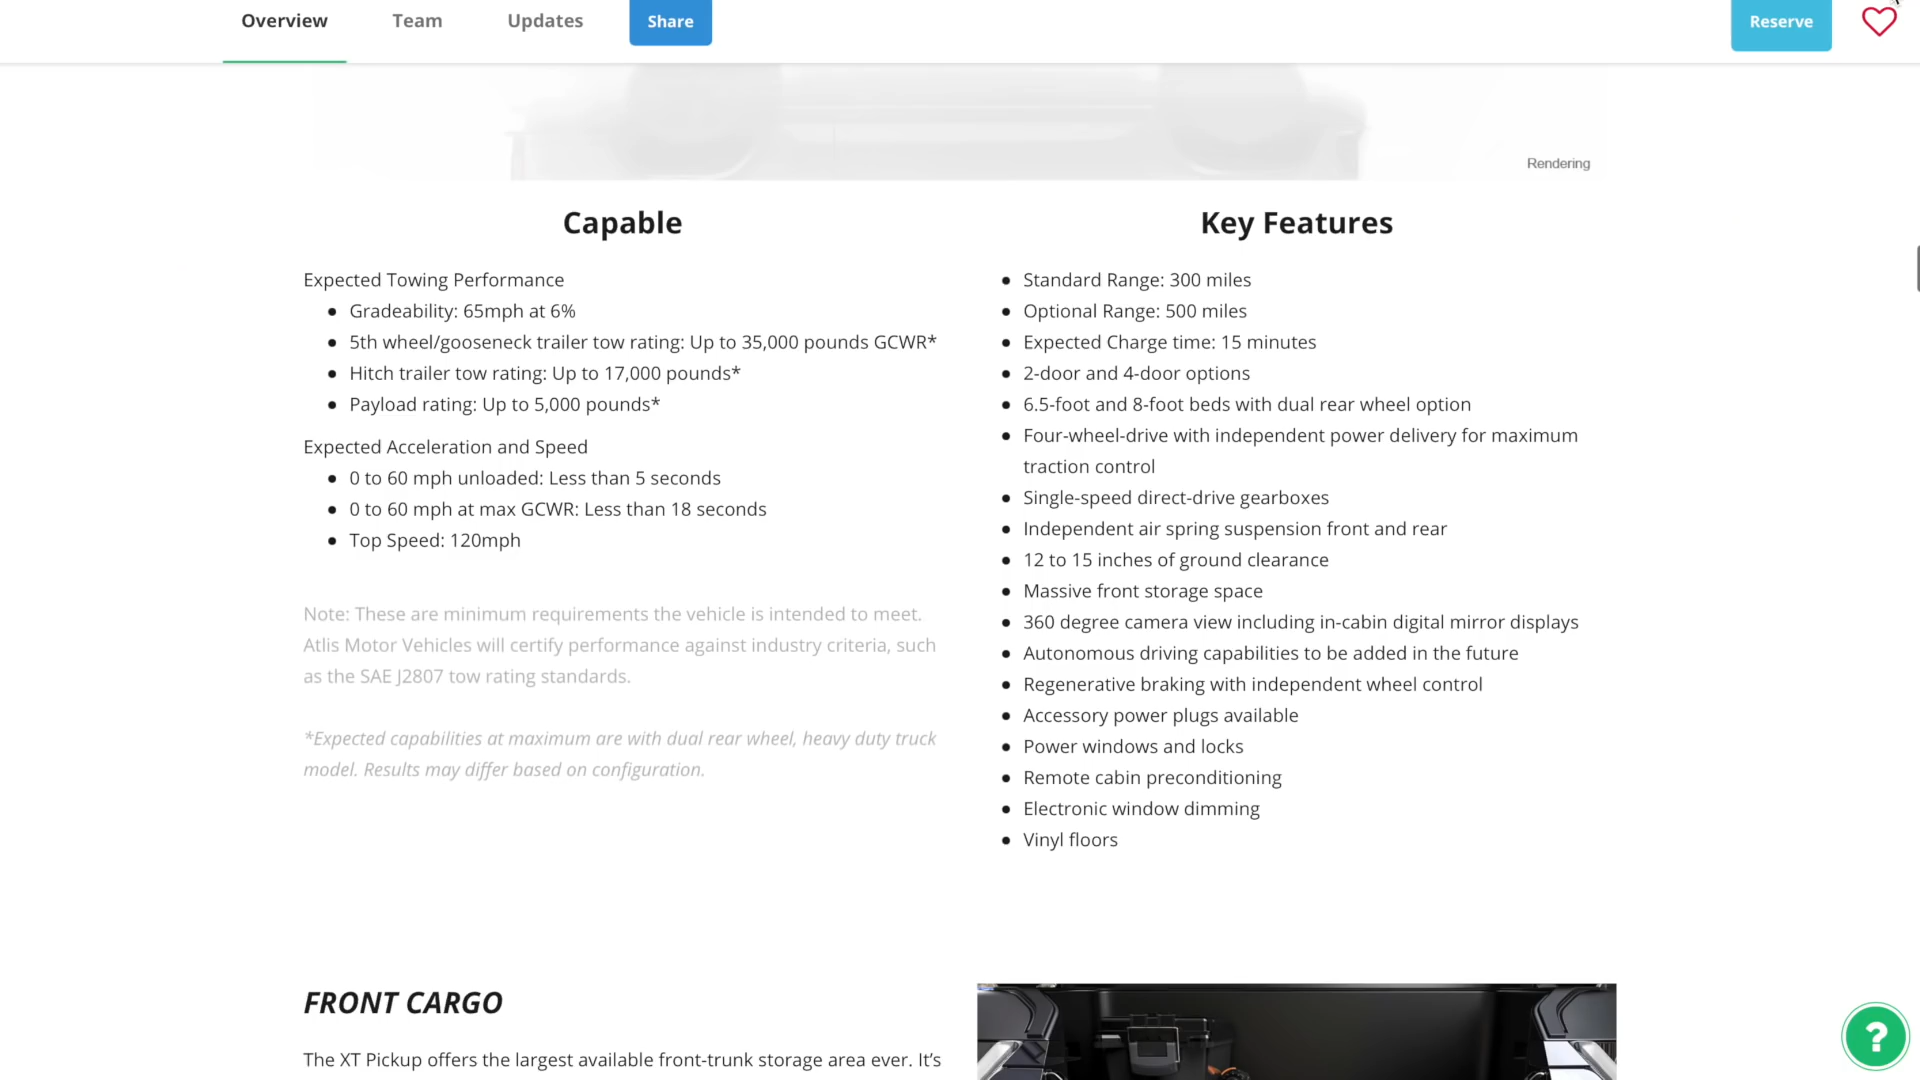 Overview
Team
Updates
Share
Reserve
Rendering
Capable
Expected Towing Performance
Gradeability: 65mph at 6%
5th wheel/gooseneck trailer tow rating: Up to 35,000 pounds GCWR*
Hitch trailer tow rating: Up to 17,000 pounds*
Payload rating: Up to 5,000 pounds*
Expected Acceleration and Speed
0 to 60 mph unloaded: Less than 5 seconds
0 to 60 mph at max GCWR: Less than 18 seconds
Top Speed: 120mph
Note: These are minimum requirements the vehicle is intended to meet.
Atlis Motor Vehicles will certify performance against industry criteria, such
as the SAE J2807 tow rating standards.
*Expected capabilities at maximum are with dual rear wheel, heavy duty truck
model. Results may differ based on configuration.
Key Features
Standard Range: 300 miles
Optional Range: 500 miles
Expected Charge time: 15 minutes
2-door and 4-door options
6.5-foot and 8-foot beds with dual rear wheel option
Four-wheel-drive with independent power delivery for maximum
traction control
Single-speed direct-drive gearboxes
Independent air spring suspension front and rear
12 to 15 inches of ground clearance
Massive front storage space
360 degree camera view including in-cabin digital mirror displays
Autonomous driving capabilities to be added in the future
Regenerative braking with independent wheel control
Accessory power plugs available
Power windows and locks
Remote cabin preconditioning
Electronic window dimming
Vinyl floors
FRONT CARGO
The XT Pickup offers the largest available front-trunk storage area ever. It's
?